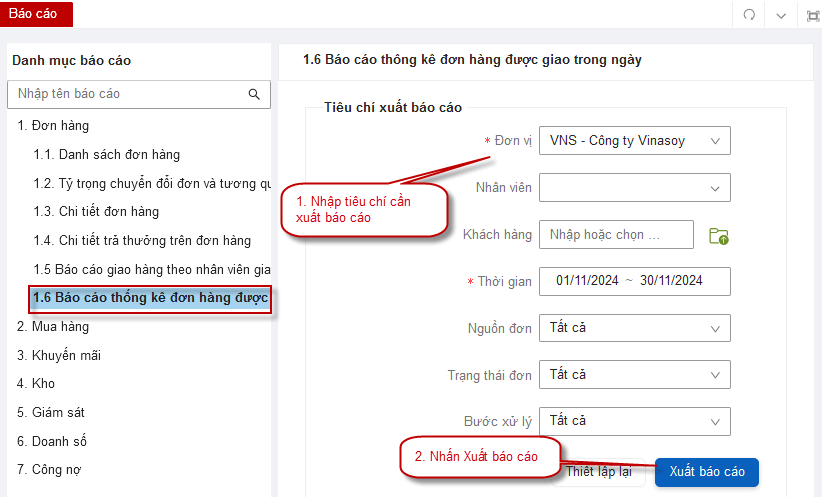 Báo cáo
Danh mục báo cáo
Nhập tên báo cáo
1. Đơn hàng
1.1. Danh sách đơn hàng
1.2. Tỷ trọng chuyển đổi đơn và tương qu
1.3. Chi tiết đơn hàng
1.4. Chi tiết trả thưởng trên đơn hàng
1.5 Báo cáo giao hàng theo nhân viên gia
1.6 Báo cáo thống kê đơn hàng được
2. Mua hàng
3. Khuyến mãi
4. Kho
5. Giám sát
6. Doanh số
7. Công nợ
1.6 Báo cáo thống kê đơn hàng được giao trong ngày
Tiêu chí xuất báo cáo
* Đơn vị
VNS - Công ty Vinasoy
1. Nhập tiêu chí cần
xuất báo cáo
Nhân viên
Khách hàng
Nhập hoặc chọn ...
* Thời gian
01/11/2024 ~ 30/11/2024
Nguồn đơn
Tất cả
Trạng thái đơn
Tất cả
Bước xử lý
Tất cả
2. Nhấn Xuất báo cáo
Thiết lập lại
Xuất báo cáo